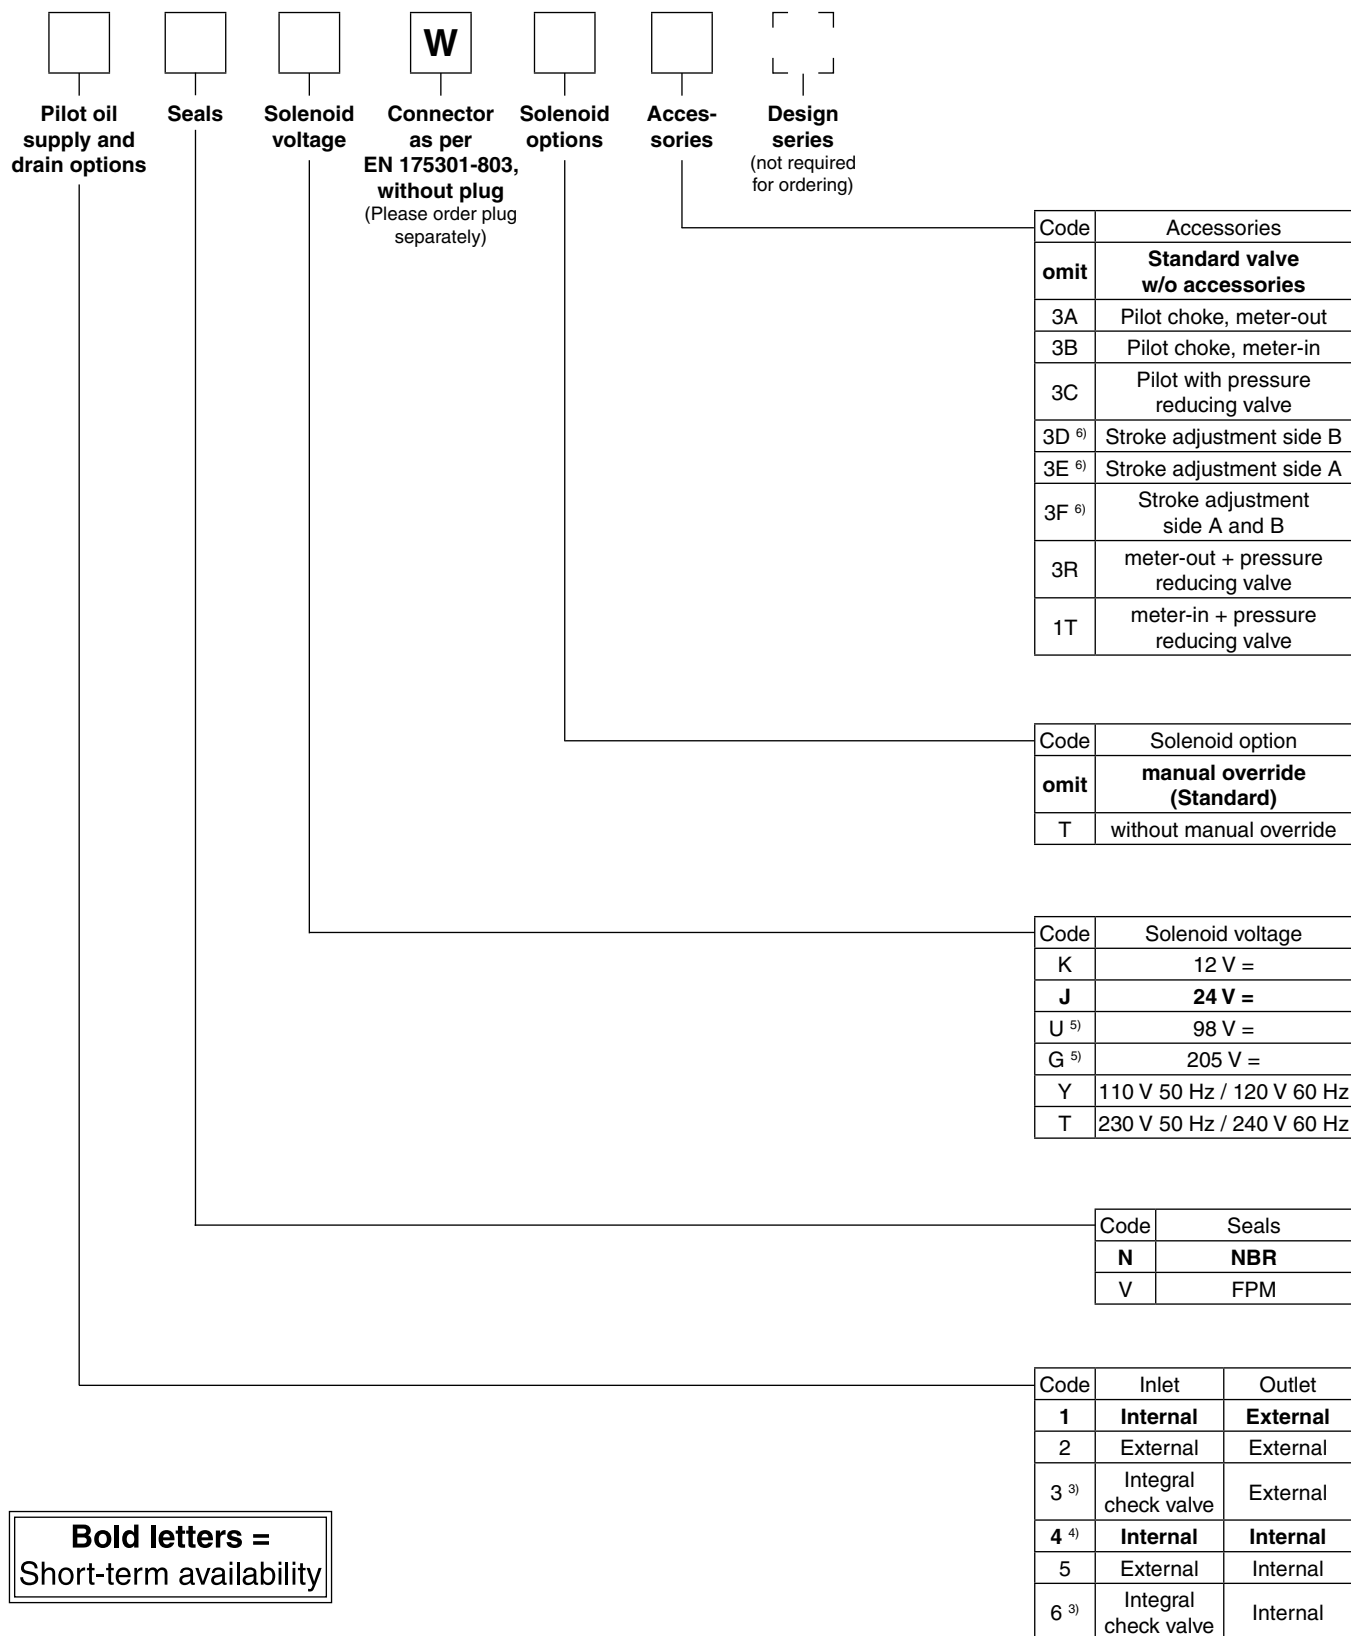 W
Pilot oil
supply and
drain options
Seals
Solenoid
voltage
Connector
as per
EN 175301-803,
without plug
(Please order plug
separately)
Solenoid
options
Acces-
sories
Design
series
(not required
for ordering)
Code Accessories
omit Standard valve
w/o accessories
3A Pilot choke, meter-out
3B Pilot choke, meter-in
3C Pilot with pressure
reducing valve
3D 6) Stroke adjustment side B
3E 6) Stroke adjustment side A
3F 6) Stroke adjustment
side A and B
3R meter-out + pressure
reducing valve
1T meter-in + pressure
reducing valve
Code Solenoid option
omit manual override
(Standard)
T without manual override
Code Solenoid voltage
K 12 V =
J 24 V =
U 5) 98 V =
G 5) 205 V =
Y 110 V 50 Hz / 120 V 60 Hz
T 230 V 50 Hz / 240 V 60 Hz
Code Seals
N NBR
V FPM
Code Inlet Outlet
1 Internal External
2 External External
3 3) Integral
check valve External
4 4) Internal Internal
5 External Internal
6 3) Integral
check valve Internal
Bold letters =
Short-term availability